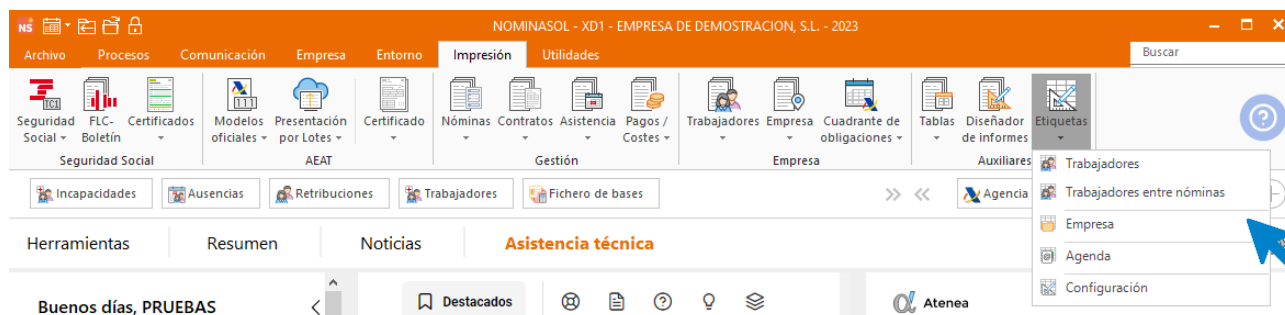 NS
NOMINASOL - XD1 - EMPRESA DE DEMOSTRACION, S.L. - 2023
Archivo Procesos Comunicación Empresa Entorno Impresión Utilidades Buscar
TC1 111
Seguridad Social FLC-Boletín Certificados Modelos oficiales Presentación por Lotes Certificado Nóminas Contratos Asistencia Pagos / Costes Trabajadores Empresa Cuadrante de obligaciones Tablas Diseñador de informes Etiquetas
Seguridad Social AEAT Gestión Empresa Auxiliares
Trabajadores
Trabajadores entre nóminas
Empresa
Agenda
Configuración
Incapacidades Ausencias Retribuciones Trabajadores Fichero de bases Agencia
Herramientas Resumen Noticias Asistencia técnica
Buenos días, PRUEBAS Destacados Atenea